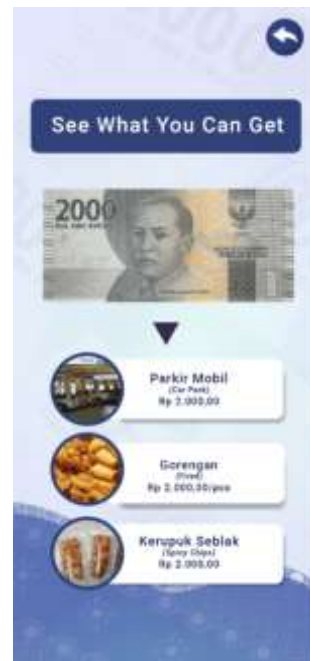 See What You Can Get
2000
Parkir Mobil
(Car Park)
Rp 2.000,00
Gorengan
(Fried)
Rp 2.000,00/pcs
Kerupuk Seblak
(Spicy Chips)
Rp 2.000,00